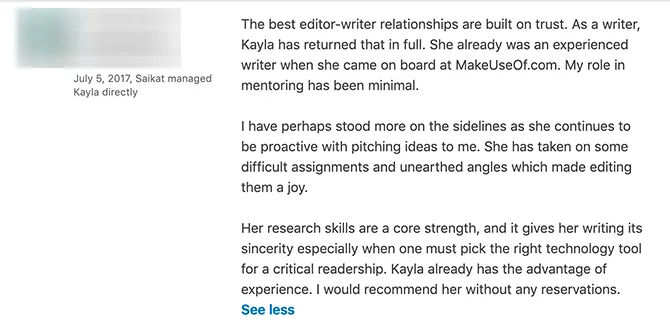 July 5, 2017, Saikat managed
Kayla directly
The best editor-writer relationships are built on trust. As a writer,
Kayla has returned that in full. She already was an experienced
writer when she came on board at MakeUseOf.com. My role in
mentoring has been minimal.
I have perhaps stood more on the sidelines as she continues to
be proactive with pitching ideas to me. She has taken on some
difficult assignments and unearthed angles which made editing
them a joy.
Her research skills are a core strength, and it gives her writing its
sincerity especially when one must pick the right technology tool
for a critical readership. Kayla already has the advantage of
experience. I would recommend her without any reservations.
See less